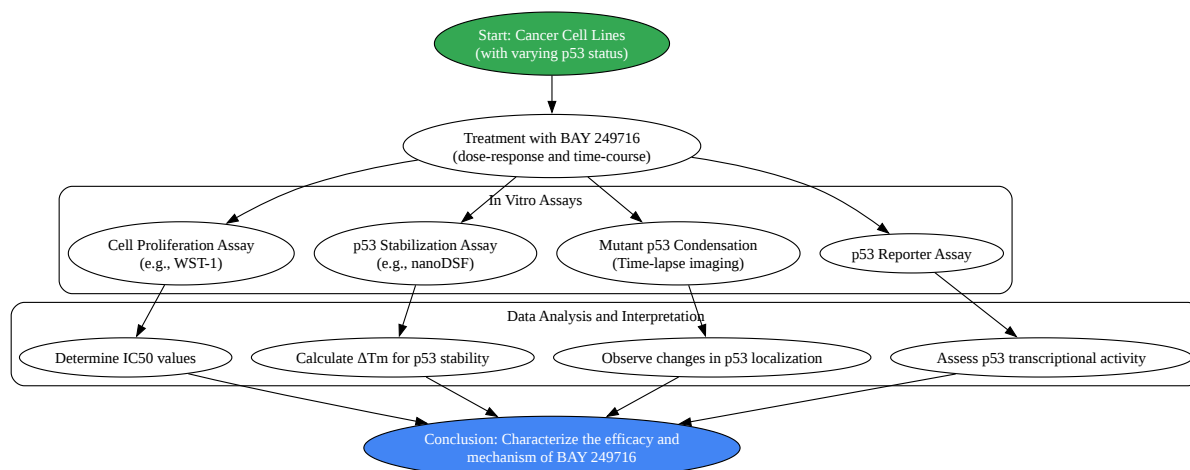 Start: Cancer Cell Lines
(with varying p53 status)
Treatment with BAY 249716
(dose-response and time-course)
In Vitro Assays
Cell Proliferation Assay
(e.g., WST-1)
p53 Stabilization Assay
(e.g., nanoDSF)
Mutant p53 Condensation
(Time-lapse imaging)
p53 Reporter Assay
Data Analysis and Interpretation
Determine IC50 values
Calculate ΔTm for p53 stability
Observe changes in p53 localization
Assess p53 transcriptional activity
Conclusion: Characterize the efficacy and
mechanism of BAY 249716